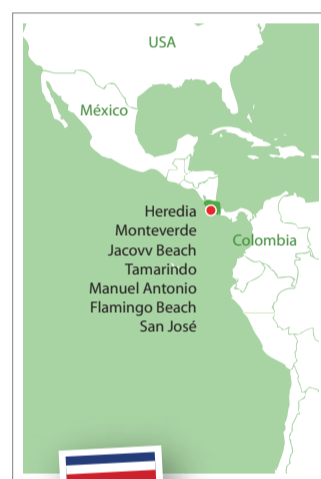 USA
México
Heredia
Monteverde
Colombia
Jacovv Beach
Tamarindo
Manuel Antonio
Flamingo Beach
San José